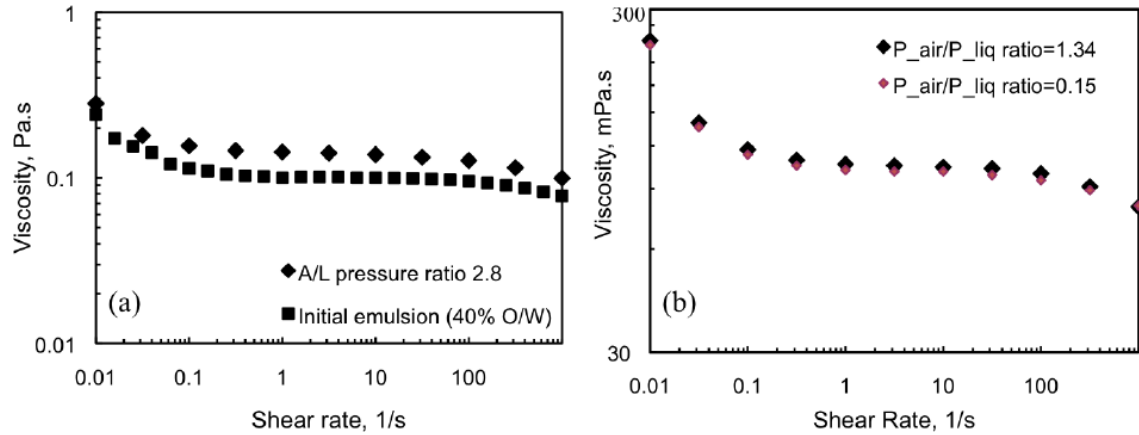 1
0.1
0.01
Viscosity, Pa.s
(a)
A/L pressure ratio 2.8
Initial emulsion (40% O/W)
0.01 0.1 1 10 100
Shear rate, 1/s
300
30
Viscosity, mPa.s
P_air/P_liq ratio=1.34
P_air/P_liq ratio=0.15
(b)
0.01 0.1 1 10 100
Shear Rate, 1/s